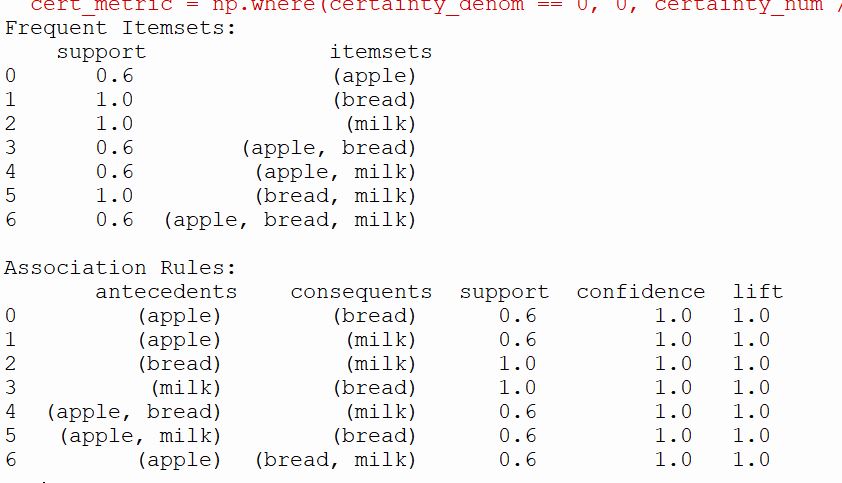 cert_metric = np.where(certainty_denom == 0, 0, certainty_num /
Frequent Itemsets:
support itemsets
0 0.6 (apple)
1 1.0 (bread)
2 1.0 (milk)
3 0.6 (apple, bread)
4 0.6 (apple, milk)
5 1.0 (bread, milk)
6 0.6 (apple, bread, milk)
Association Rules:
antecedents consequents support confidence lift
0 (apple) (bread) 0.6 1.0 1.0
1 (apple) (milk) 0.6 1.0 1.0
2 (bread) (milk) 1.0 1.0 1.0
3 (milk) (bread) 1.0 1.0 1.0
4 (apple, bread) (milk) 0.6 1.0 1.0
5 (apple, milk) (bread) 0.6 1.0 1.0
6 (apple) (bread, milk) 0.6 1.0 1.0